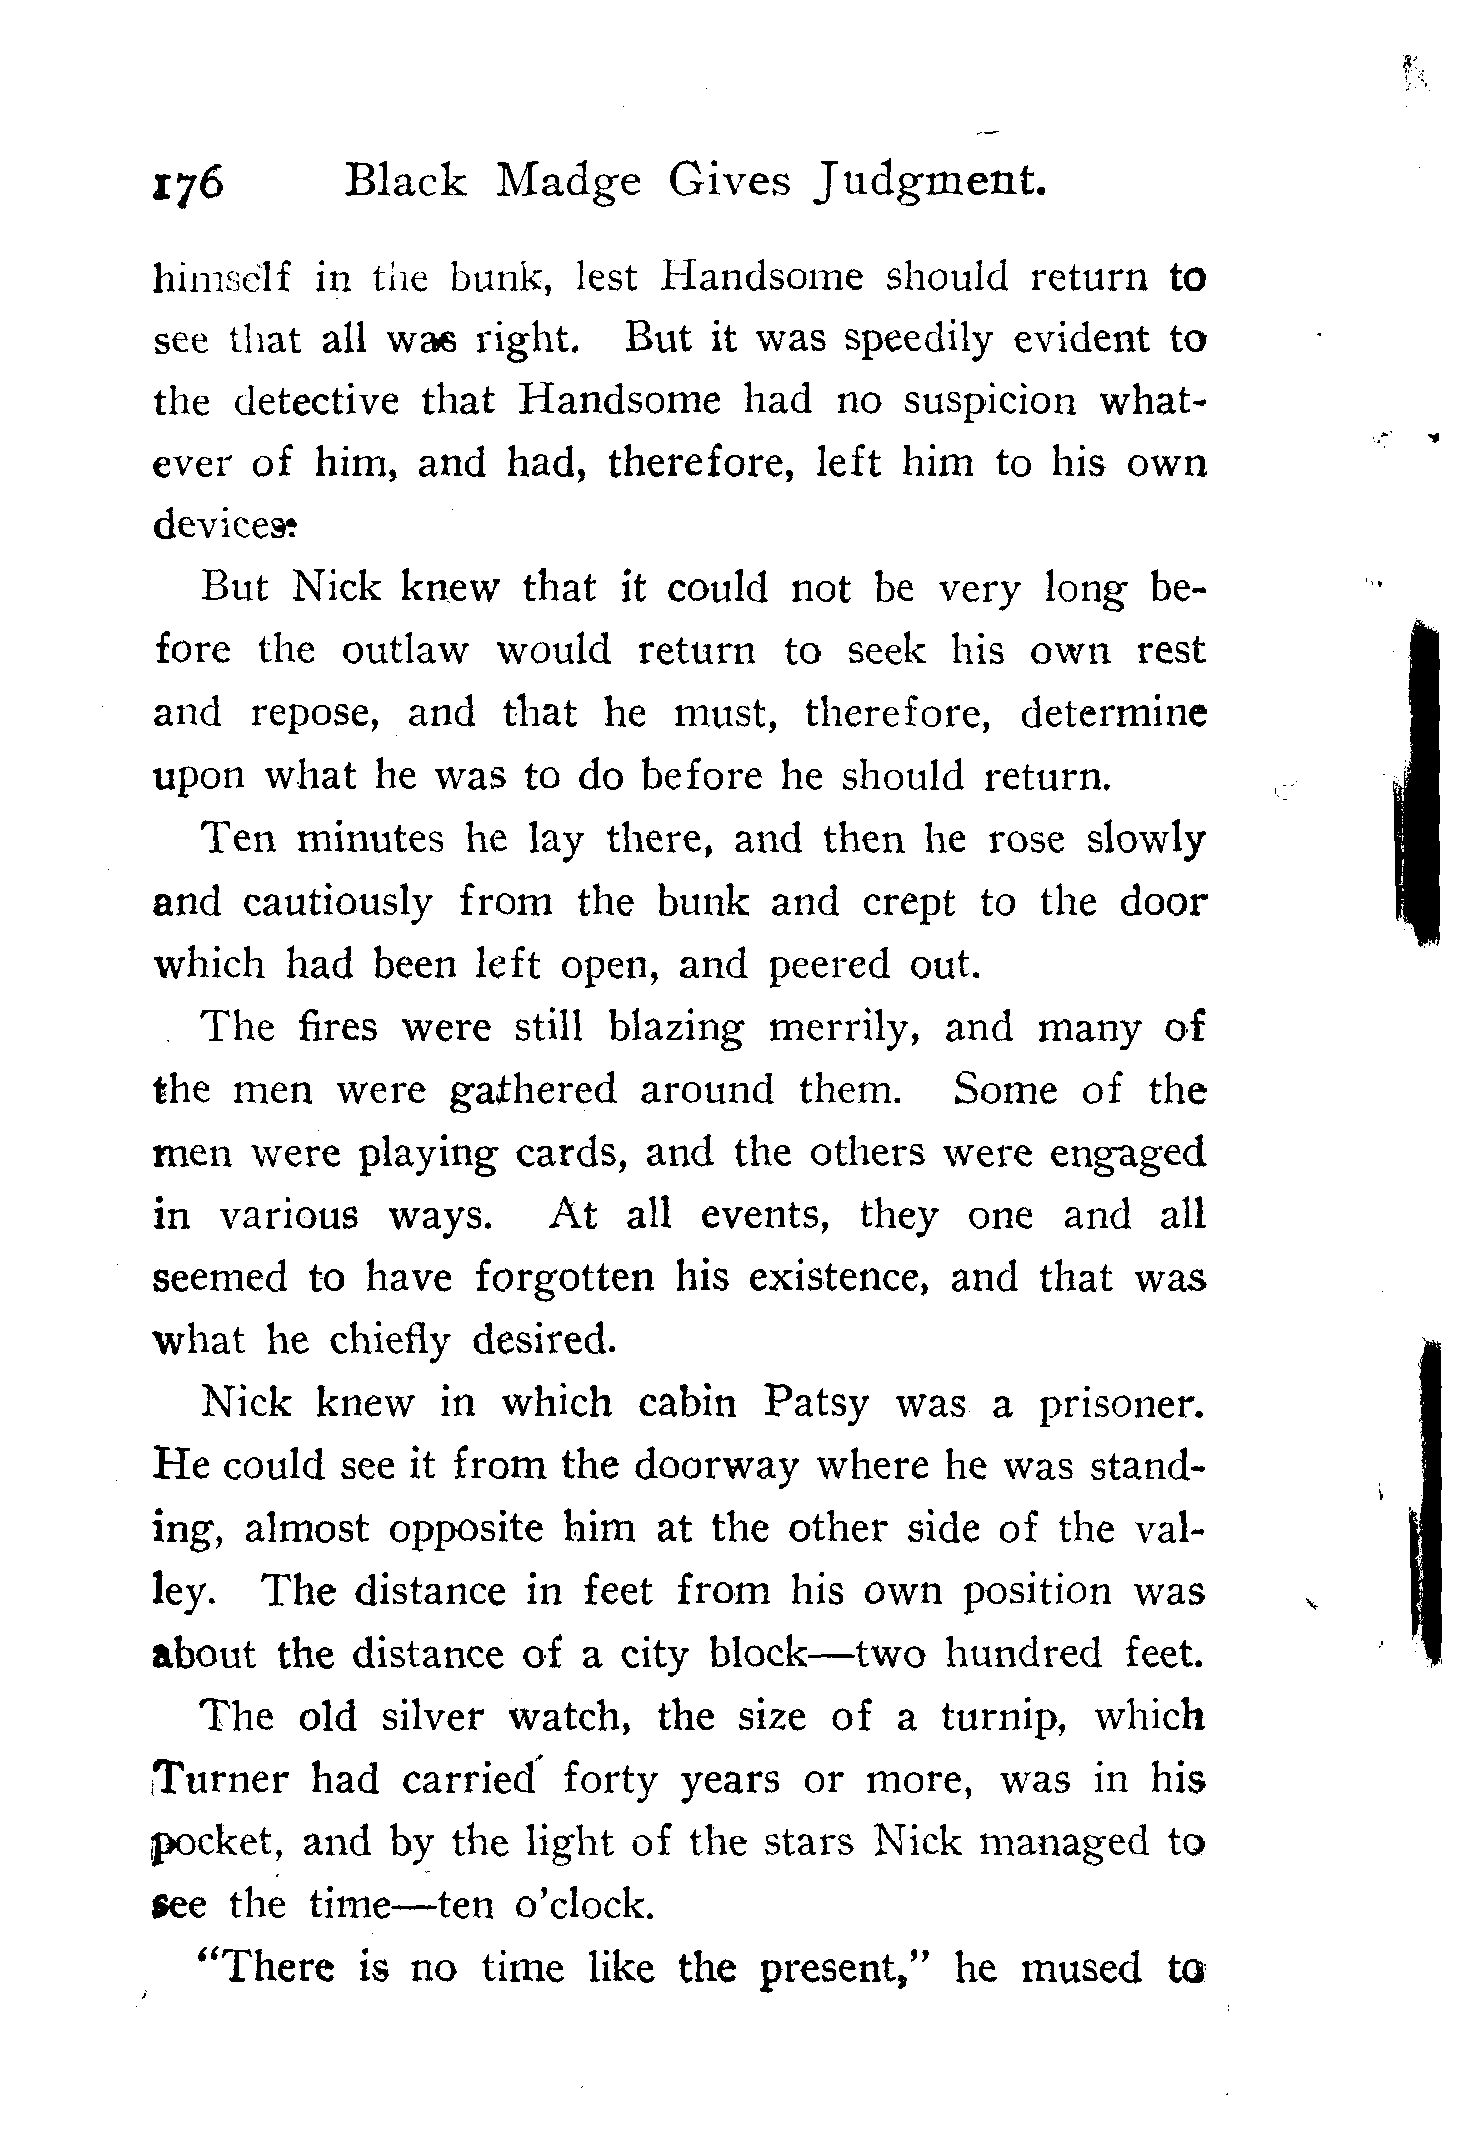 176 Black Madge Gives Judgment.
himself in the bunk, lest Handsome should return to
see that all was right. But it was speedily evident to
the detective that Handsome had no suspicion what-
ever of him, and had, therefore, left him to his own
devices.
But Nick knew that it could not be very long be-
fore the outlaw would return to seek his own rest
and repose, and that he must, therefore, determine
upon what he was to do before he should return.
Ten minutes he lay there, and then he rose slowly
and cautiously from the bunk and crept to the door
which had been left open, and peered out.
The fires were still blazing merrily, and many of
the men were gathered around them. Some of the
men were playing cards, and the others were engaged
in various ways. At all events, they one and all
seemed to have forgotten his existence, and that was
what he chiefly desired.
Nick knew in which cabin Patsy was a prisoner.
He could see it from the doorway where he was stand-
ing, almost opposite him at the other side of the val-
ley. The distance in feet from his own position was
about the distance of a city block—two hundred feet.
The old silver watch, the size of a turnip, which
Turner had carried forty years or more, was in his
pocket, and by the light of the stars Nick managed to
see the time—ten o'clock.
"There is no time like the present," he mused to